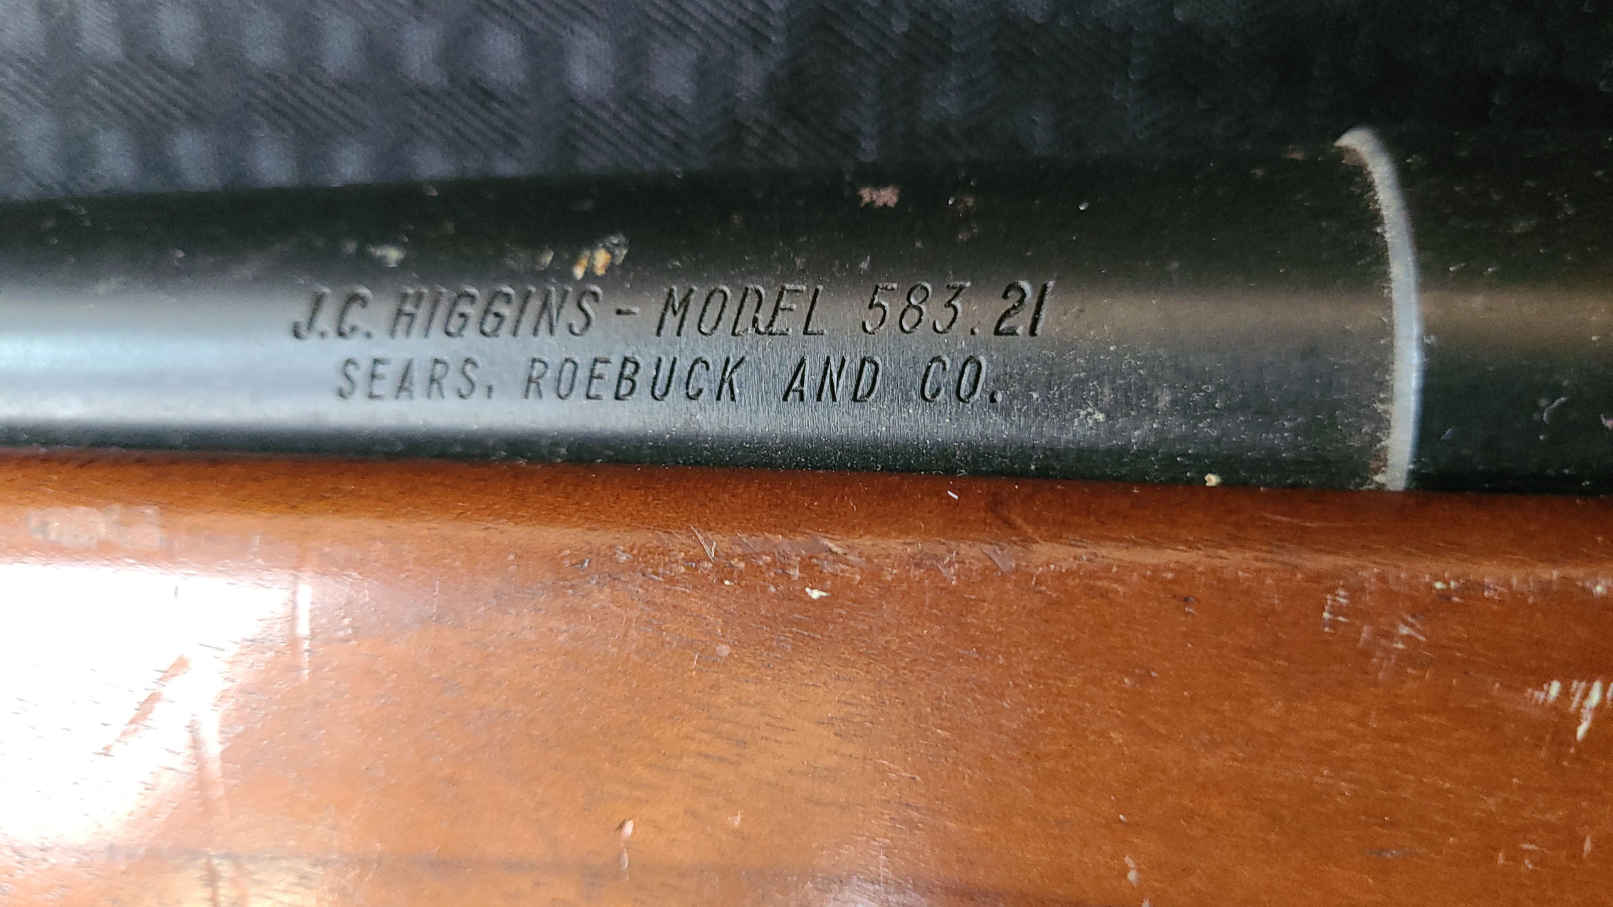 J.C. HIGGINS - MODEL 583.21
SEARS, ROEBUCK AND CO.